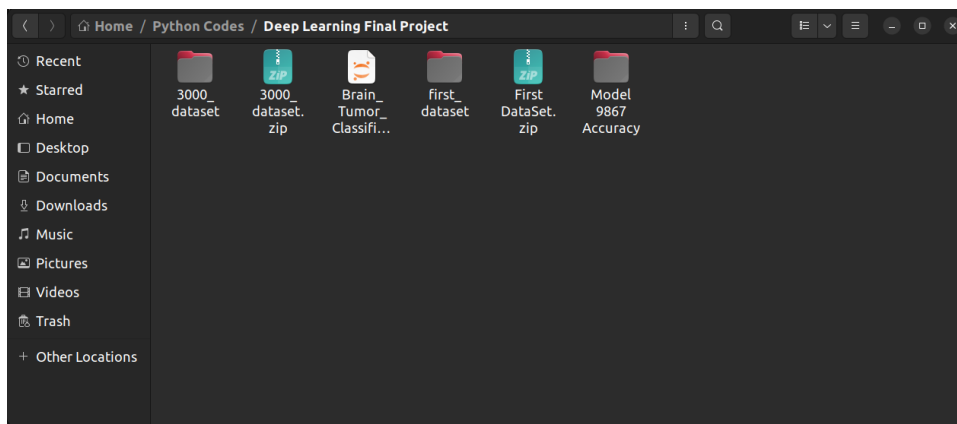 Home / Python Codes / Deep Learning Final Project
Recent
Starred
Home
Desktop
Documents
Downloads
Music
Pictures
Videos
Trash
+ Other Locations
3000_
dataset
ZIP
3000_
dataset.
zip
Brain_
Tumor_
Classifi...
first_
dataset
ZIP
First
DataSet.
zip
Model
9867
Accuracy